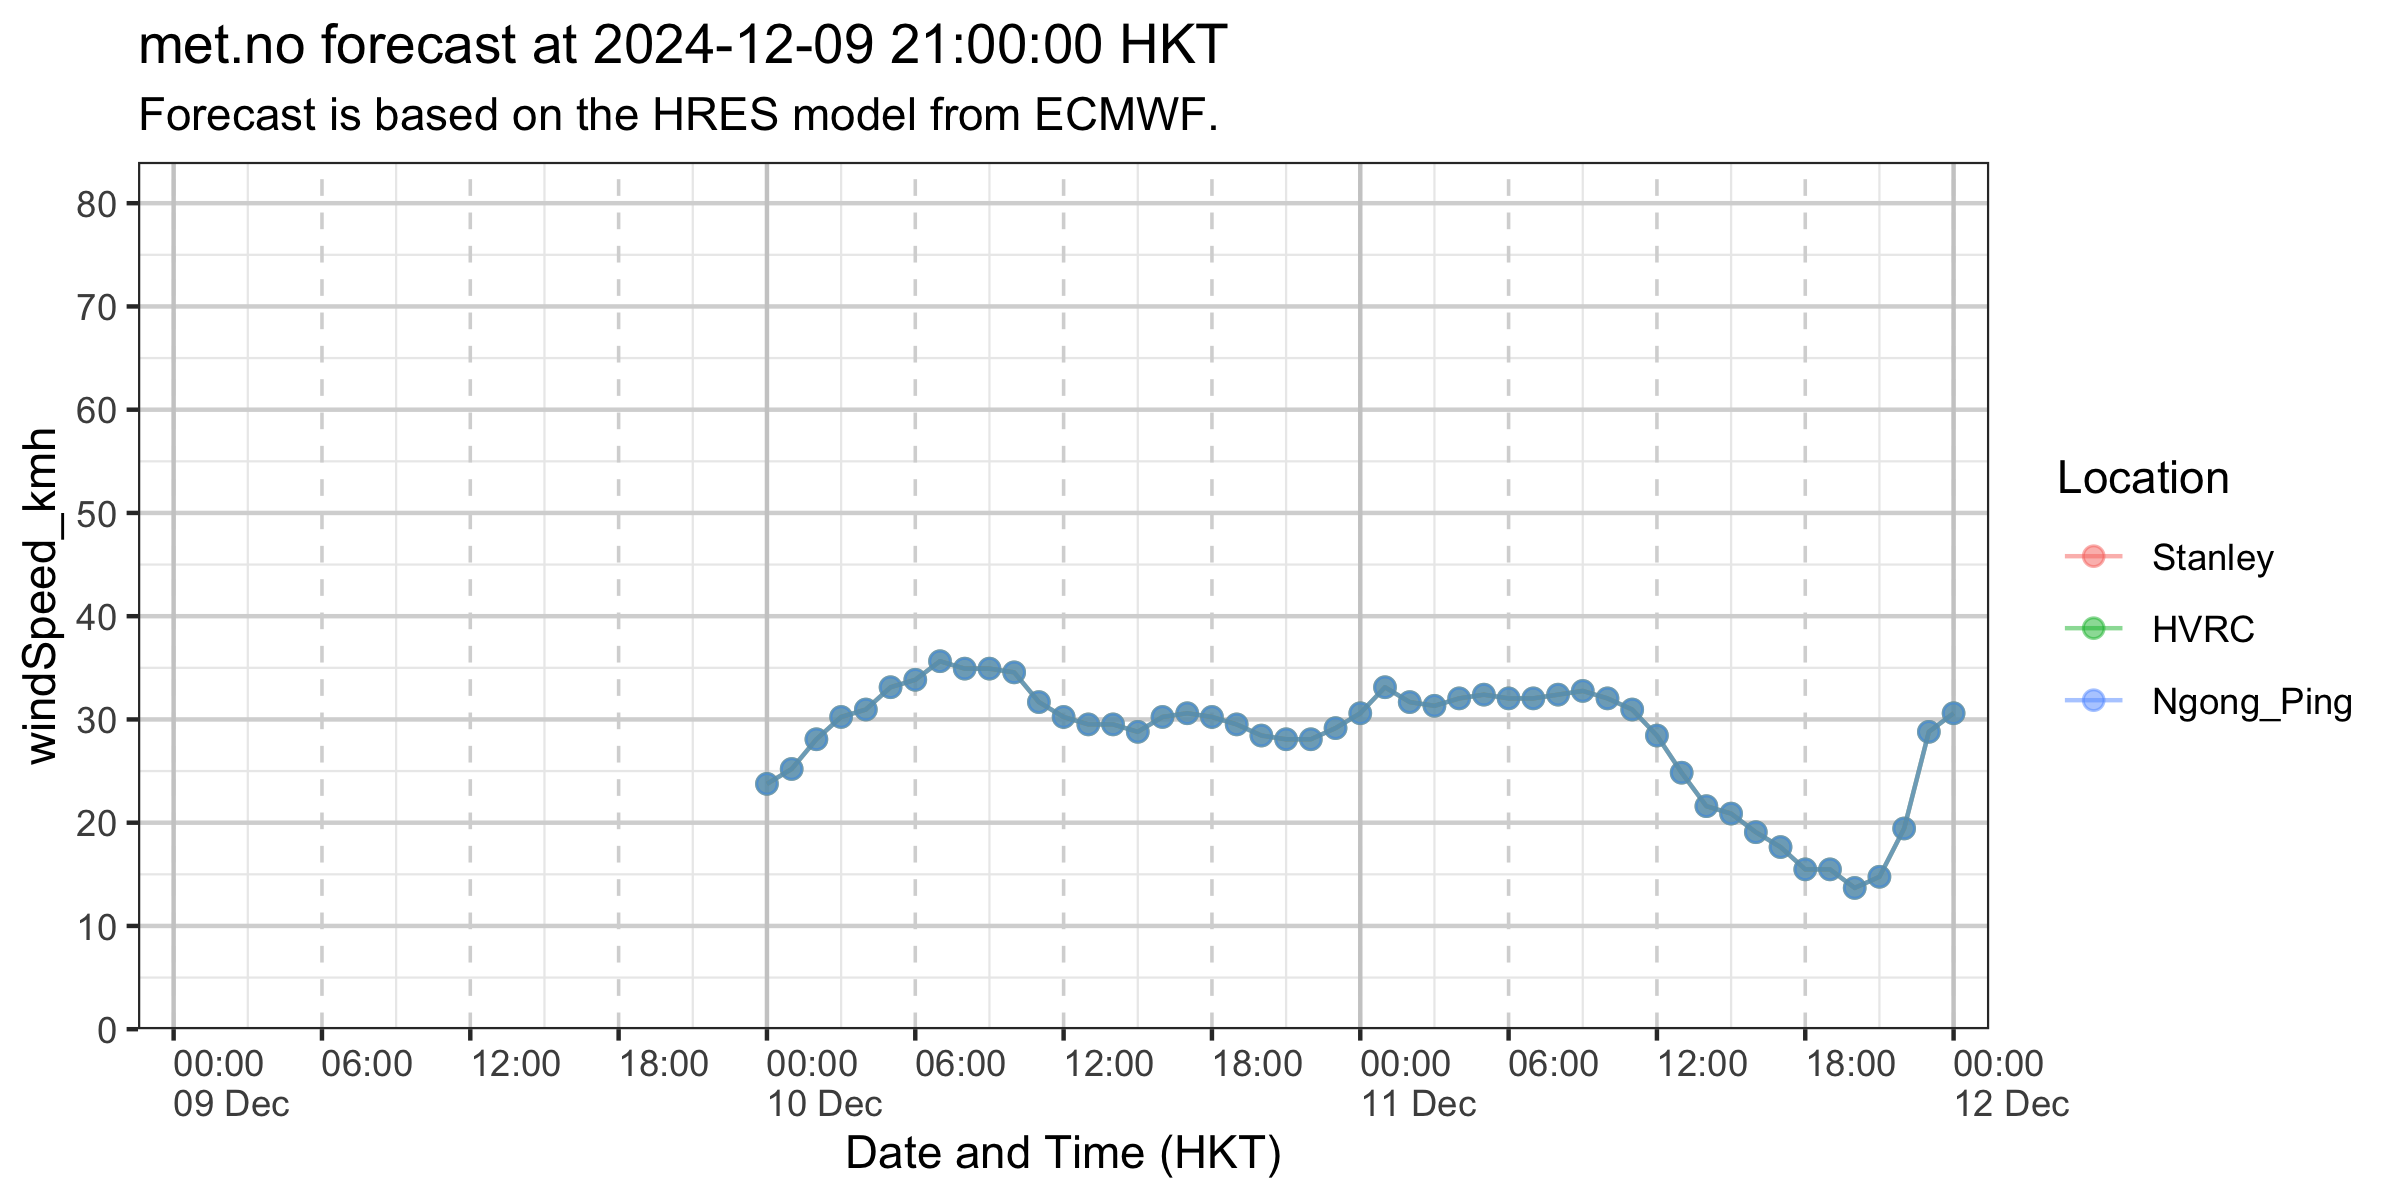 met.no forecast at 2024-12-09 21:00:00 HKT
Forecast is based on the HRES model from ECMWF.
windSpeed_kmh
80
70
60
50
40
30
20
10
0
00:00 06:00 12:00 18:00 00:00 06:00 12:00 18:00 00:00 06:00 12:00 18:00 00:00
09 Dec 10 Dec 11 Dec 12 Dec
Date and Time (HKT)
Location
Stanley
HVRC
Ngong_Ping